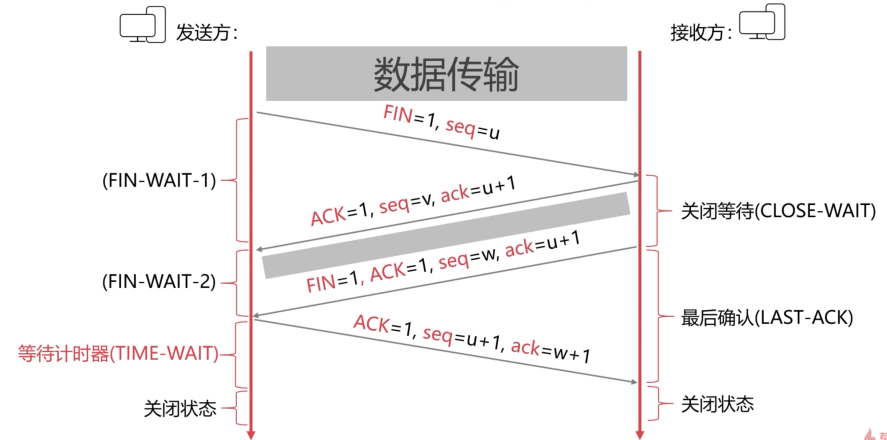 发送方：
接收方：
数据传输
FIN=1, seq=u
(FIN-WAIT-1)
ACK=1, seq=v, ack=u+1
关闭等待(CLOSE-WAIT)
(FIN-WAIT-2)
FIN=1, ACK=1, seq=w, ack=u+1
最后确认(LAST-ACK)
ACK=1, seq=u+1, ack=w+1
等待计时器(TIME-WAIT)
关闭状态
关闭状态